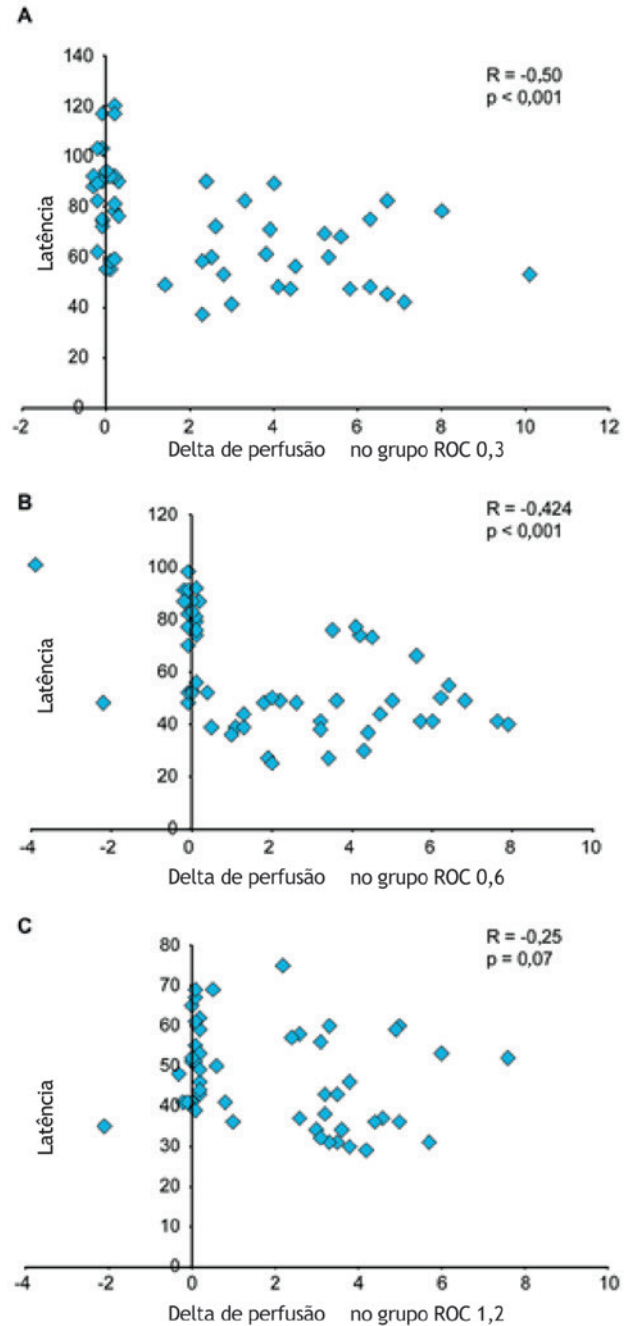 A
R = -0,50
p < 0,001
Latência
140
120
100
80
60
40
20
0
-2 0 2 4 6 8 10 12
Delta de perfusão no grupo ROC 0,3
B
R = -0,424
p < 0,001
Latência
120
100
80
60
40
20
0
-4 -2 0 2 4 6 8 10
Delta de perfusão no grupo ROC 0,6
C
R = -0,25
p = 0,07
Latência
80
70
60
50
40
30
20
10
0
-4 -2 0 2 4 6 8 10
Delta de perfusão no grupo ROC 1,2